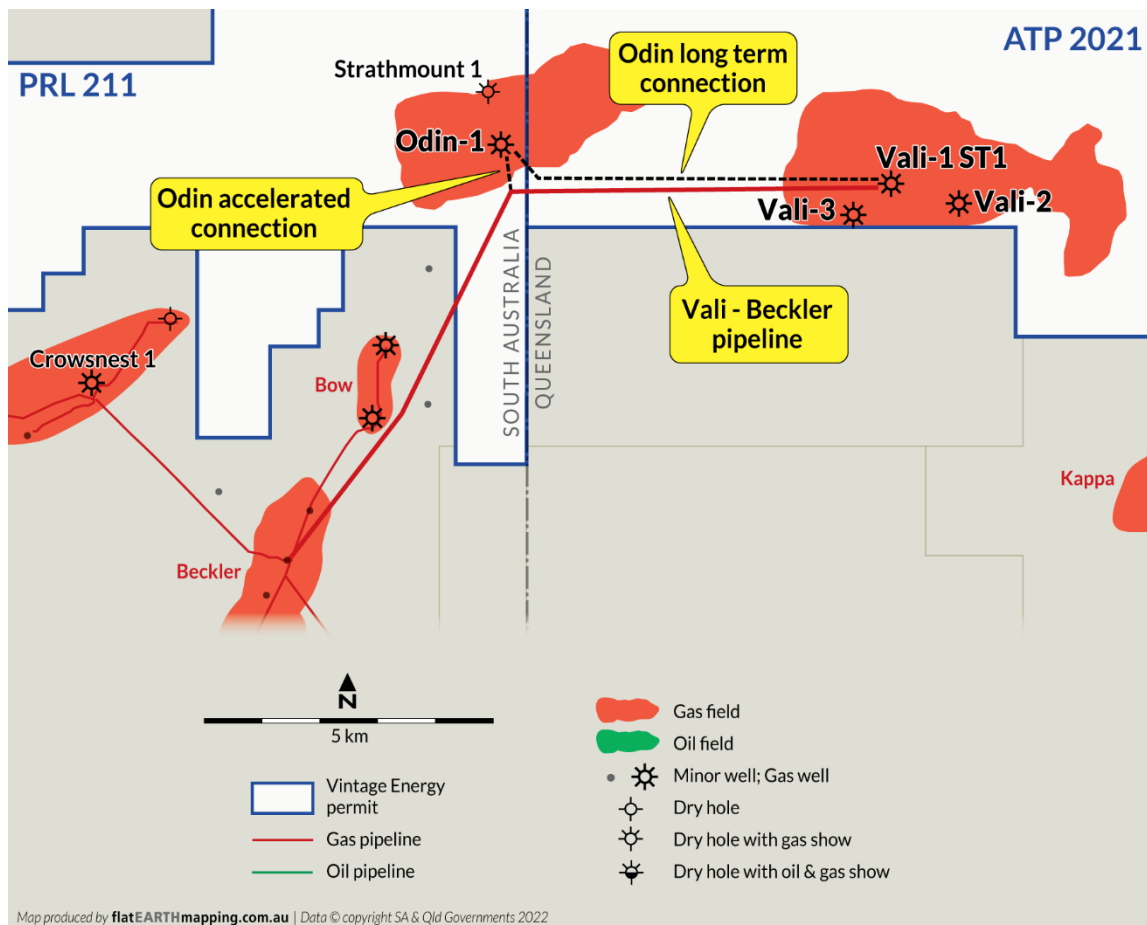 PRL 211
ATP 2021
Strathmount 1
Odin long term
connection
Odin-1
Vali-1 ST1
Odin accelerated
connection
Vali-3
Vali-2
SOUTH AUSTRALIA
QUEENSLAND
Vali - Beckler
pipeline
Crowsnest 1
Bow
Kappa
Beckler
N
5 km
Vintage Energy
permit
Gas pipeline
Oil pipeline
Gas field
Oil field
Minor well; Gas well
Dry hole
Dry hole with gas show
Dry hole with oil & gas show
Map produced by flatEARTHmapping.com.au | Data © copyright SA & Qld Governments 2022